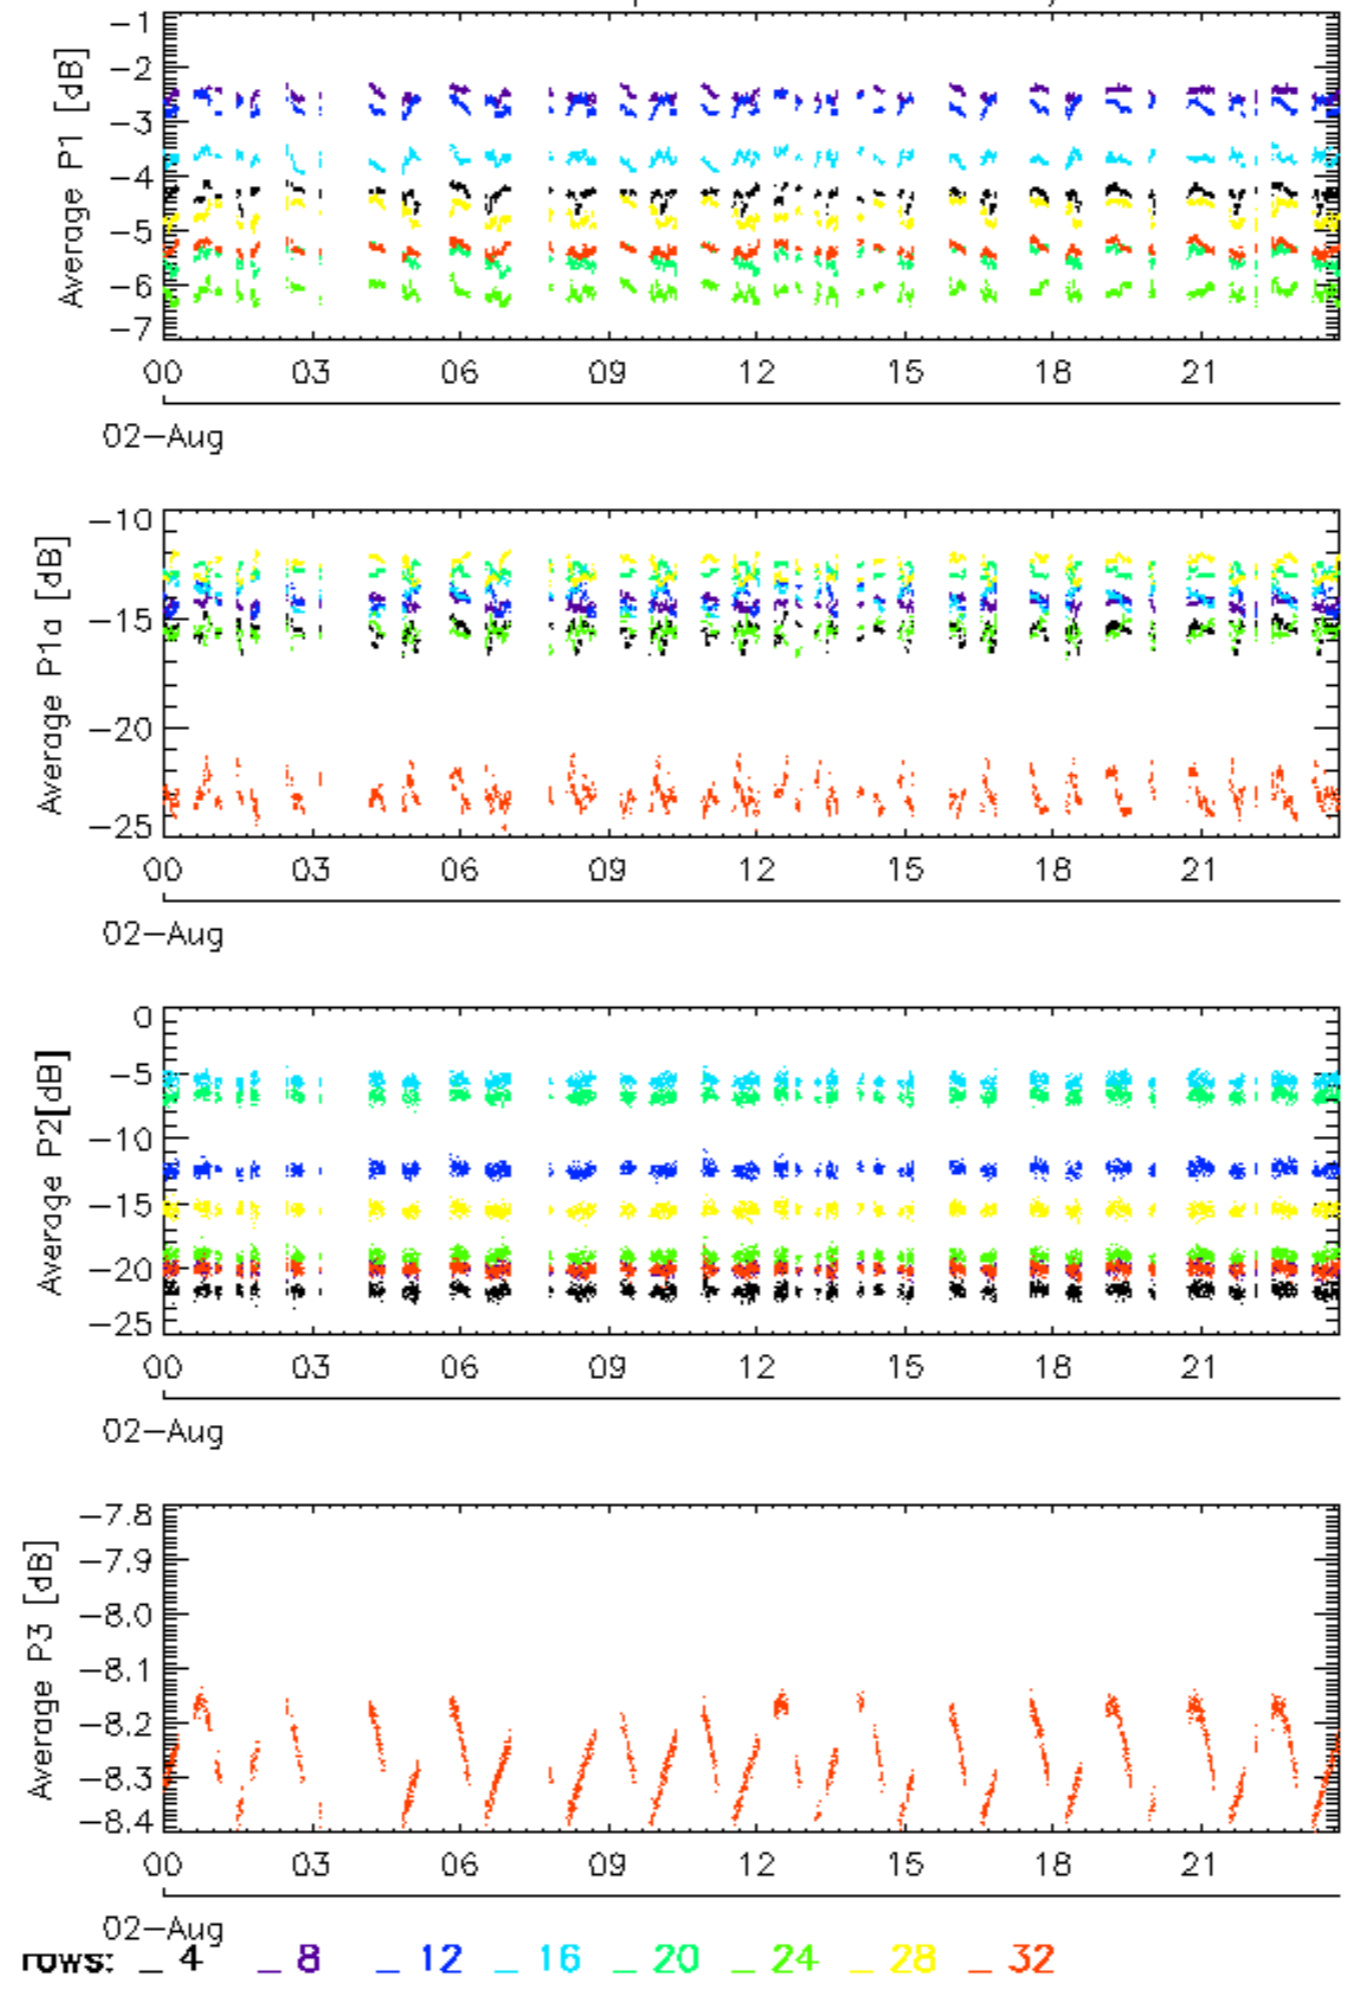 -1
-2
-3
-4
-5
-6
-7
Average P1 [dB]
00 03 06 09 12 15 18 21
02-Aug
-10
-15
-20
-25
Average P1a [dB]
00 03 06 09 12 15 18 21
02-Aug
0
-5
-10
-15
-20
-25
Average P2[dB]
00 03 06 09 12 15 18 21
02-Aug
-7.8
-7.9
-8.0
-8.1
-8.2
-8.3
-8.4
Average P3 [dB]
00 03 06 09 12 15 18 21
02-Aug
rows: _ 4 _ 8 _ 12 _ 16 _ 20 _ 24 _ 28 _ 32